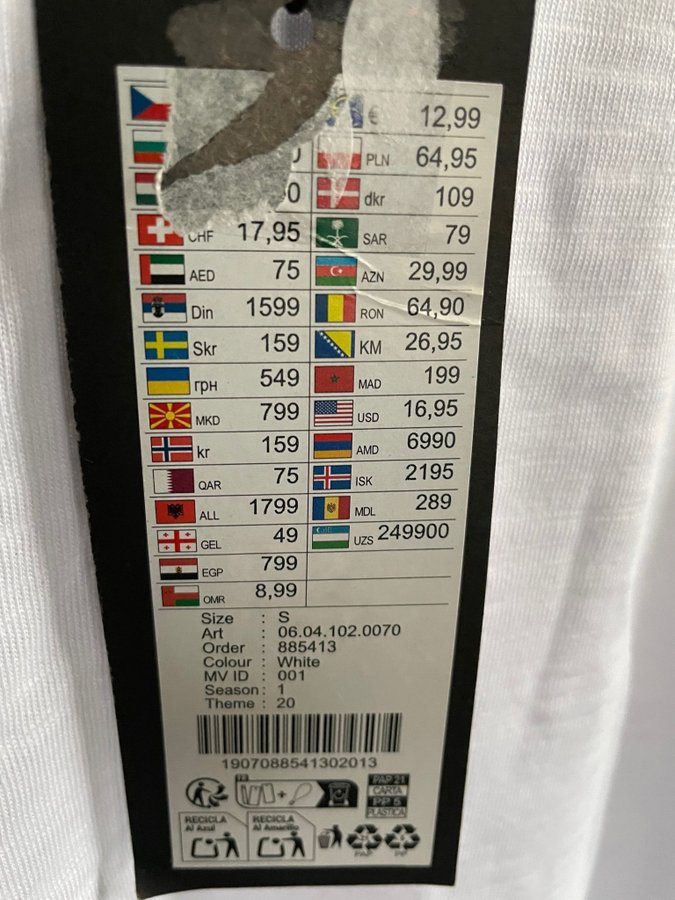 € 12,99
PLN 64,95
0 dkr 109
CHF 17,95 SAR 79
AED 75 AZN 29,99
Din 1599 RON 64,90
Skr 159 KM 26,95
грн 549 MAD 199
MKD 799 USD 16,95
kr 159 AMD 6990
QAR 75 ISK 2195
ALL 1799 MDL 289
GEL 49 UZS 249900
EGP 799
OMR 8,99
Size : S
Art : 06.04.102.0070
Order : 885413
Colour : White
MV ID : 001
Season : 1
Theme : 20
1907088541302013
FR
PAP 21
CARTA
PP 5
PLASTICA
RECICLA
Al Azul
RECICLA
Al Amarillo
PAP
PP